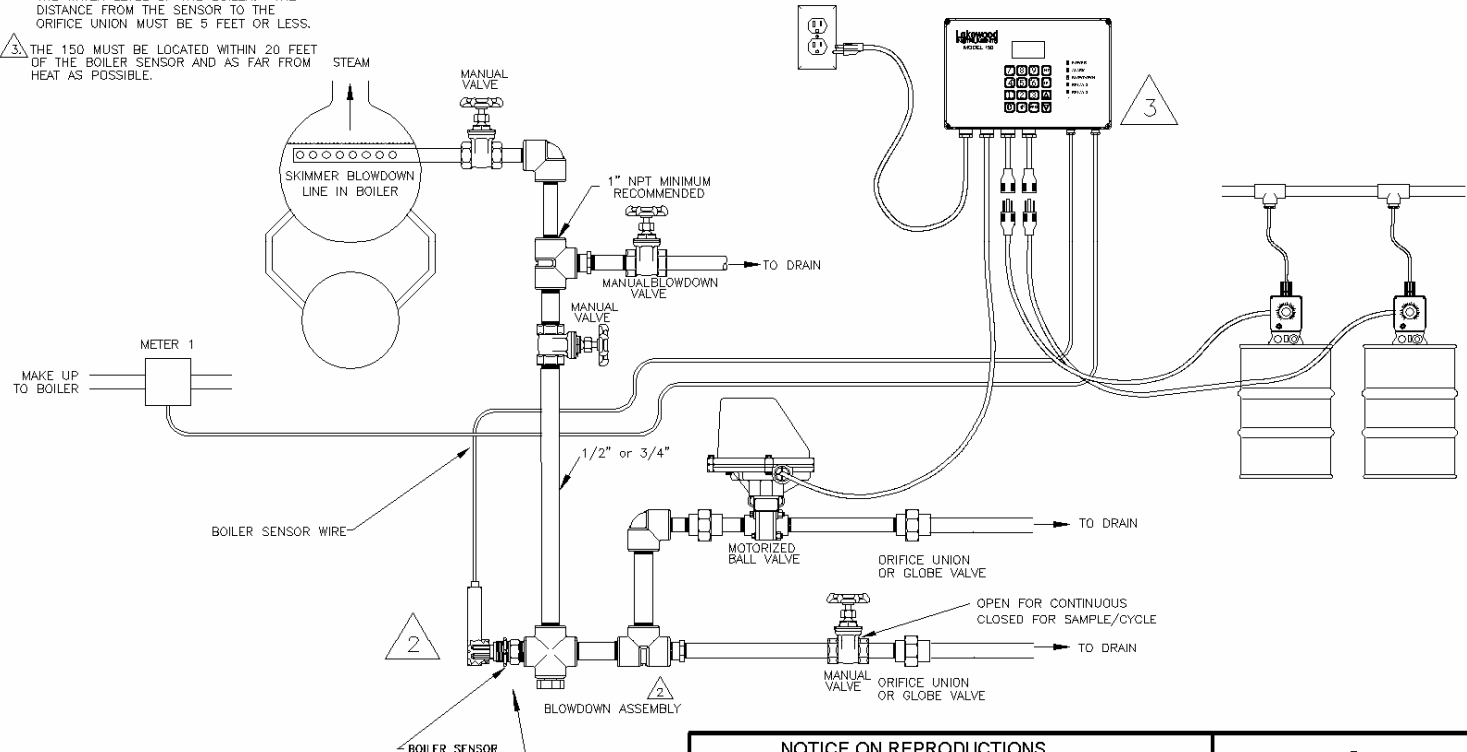 DISTANCE FROM THE SENSOR TO THE
ORIFICE UNION MUST BE 5 FEET OR LESS.
3. THE 150 MUST BE LOCATED WITHIN 20 FEET
OF THE BOILER SENSOR AND AS FAR FROM
HEAT AS POSSIBLE.
STEAM
MANUAL
VALVE
Lakewood
INSTRUMENTS
MODEL 150
3
SKIMMER BLOWDOWN
LINE IN BOILER
1" NPT MINIMUM
RECOMMENDED
TO DRAIN
MANUALBLOWDOWN
VALVE
MANUAL
VALVE
METER 1
MAKE UP
TO BOILER
1/2" or 3/4"
BOILER SENSOR WIRE
MOTORIZED
BALL VALVE
TO DRAIN
ORIFICE UNION
OR GLOBE VALVE
OPEN FOR CONTINUOUS
CLOSED FOR SAMPLE/CYCLE
2
TO DRAIN
MANUAL
VALVE
ORIFICE UNION
OR GLOBE VALVE
2
BLOWDOWN ASSEMBLY
BOILER SENSOR
NOTICE ON REPRODUCTIONS